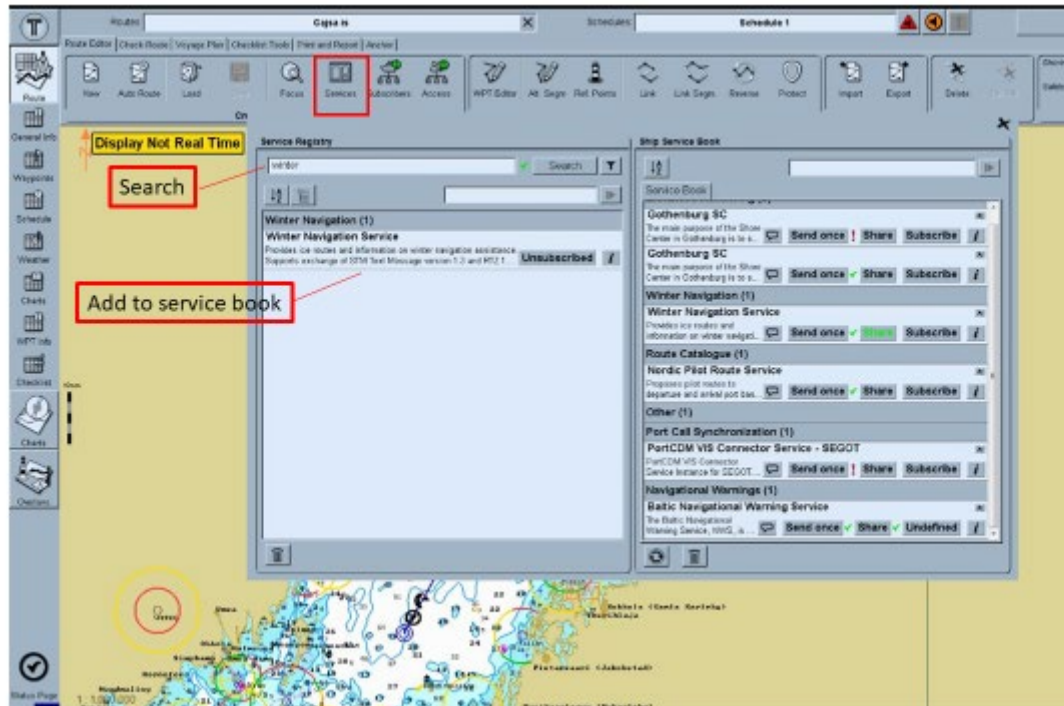 Routes
Cajsa is
Schedules
Schedule 1
Route Editor | Check Route | Voyage Plan | Checklist Tools | Print and Report | Anchor
New
Auto Route
Load
Focus
Services
Subscribers
Access
WPT Editor
Alt. Segm
Ref. Points
Link
Link Segm.
Reverse
Protect
Import
Export
Delete
Route
General Info
Waypoints
Schedule
Weather
Charts
WPT Info
Checklist
Charts
Status Page
Display Not Real Time
Search
Add to service book
Service Registry
winter
Search
Winter Navigation (1)
Winter Navigation Service
Provides ice routes and information on winter navigation assistance.
Supports exchange of STM Text Message version 1.3 and RTZ 1...
Unsubscribed
Ship Service Book
Service Book
Gothenburg SC
The main purpose of the Shore
Center in Gothenburg is to s...
Send once ! Share Subscribe i
Gothenburg SC
The main purpose of the Shore
Center in Gothenburg is to s...
Send once Share Subscribe i
Winter Navigation (1)
Winter Navigation Service
Provides ice routes and
information on winter navigati...
Send once Share Subscribe i
Route Catalogue (1)
Nordic Pilot Route Service
Proposes pilot routes to
departure and arrival port bas...
Send once Share Subscribe i
Other (1)
Port Call Synchronization (1)
PortCDM VIS Connector Service - SEGOT
PortCDM VIS Connector
Service Instance for SEGOT...
Send once ! Share Subscribe i
Navigational Warnings (1)
Baltic Navigational Warning Service
The Baltic Navigational
Warning Service, NWS, is ...
Send once Share Undefined i